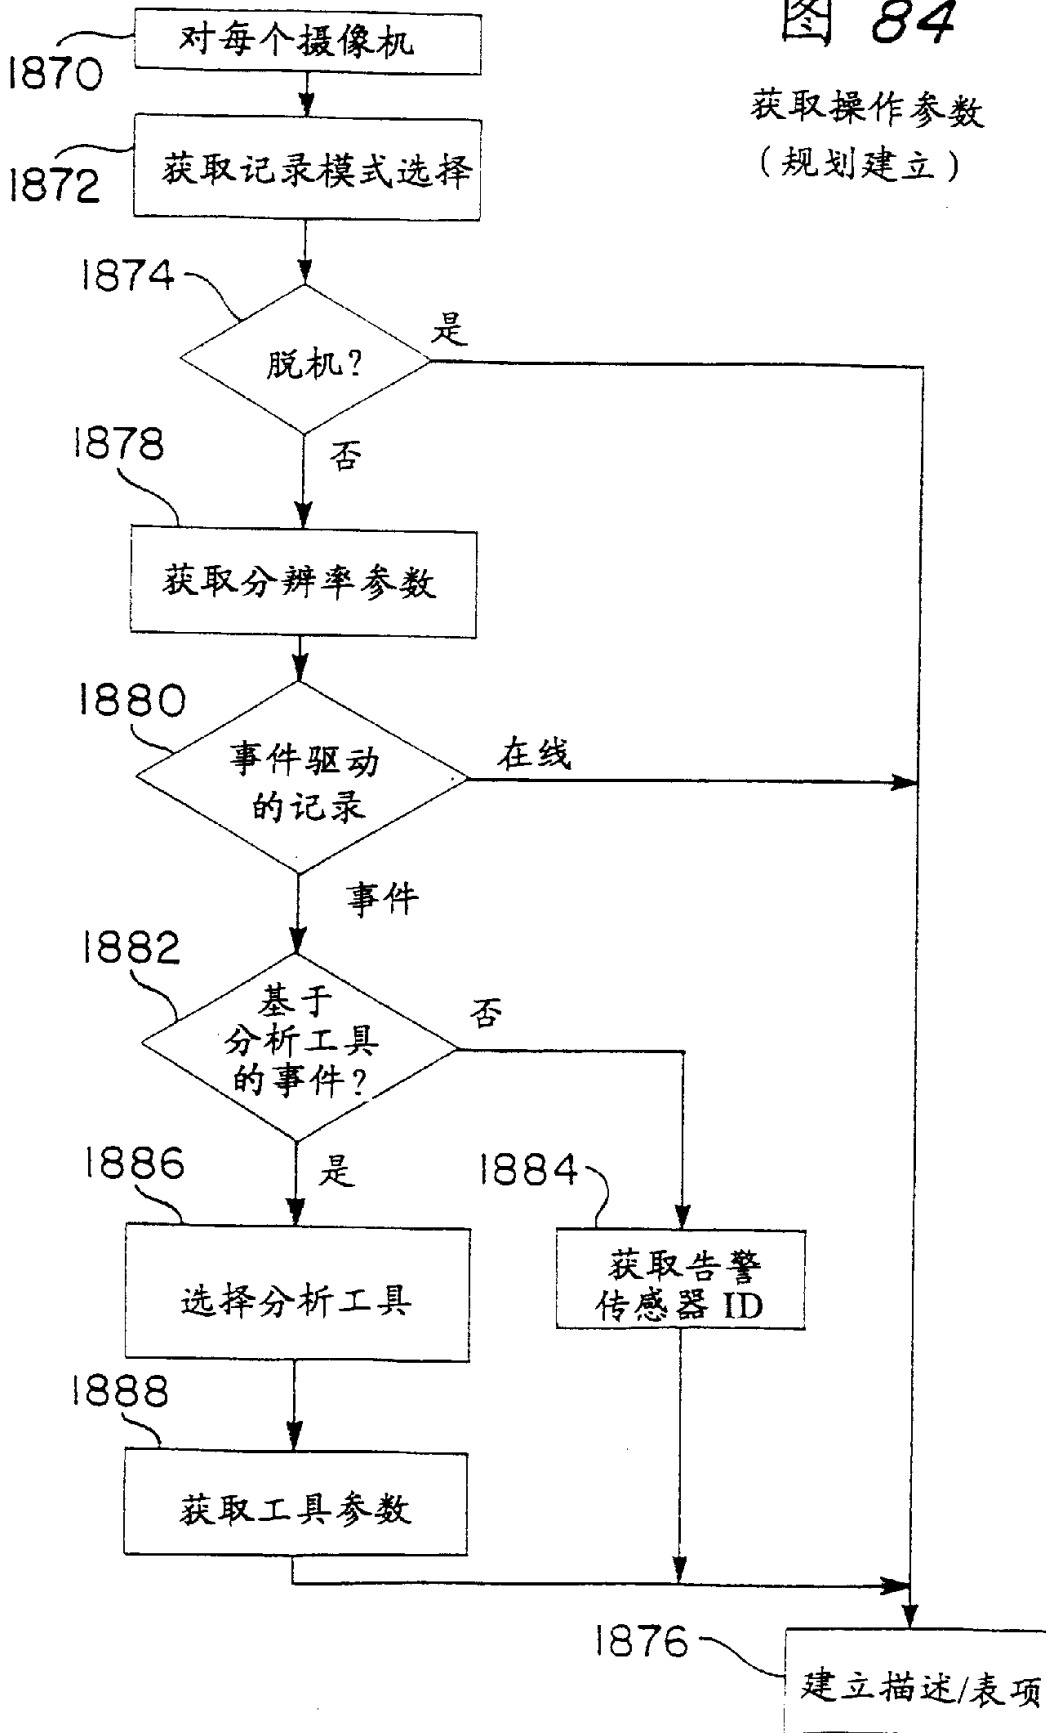 图 84
获取操作参数
(规划建立)
对每个摄像机
1870
获取记录模式选择
1872
1874
脱机?
是
否
1878
获取分辨率参数
1880
事件驱动
的记录
在线
事件
1882
基于
分析工具
的事件?
否
是
1886
选择分析工具
1884
获取告警
传感器 ID
1888
获取工具参数
1876
建立描述/表项